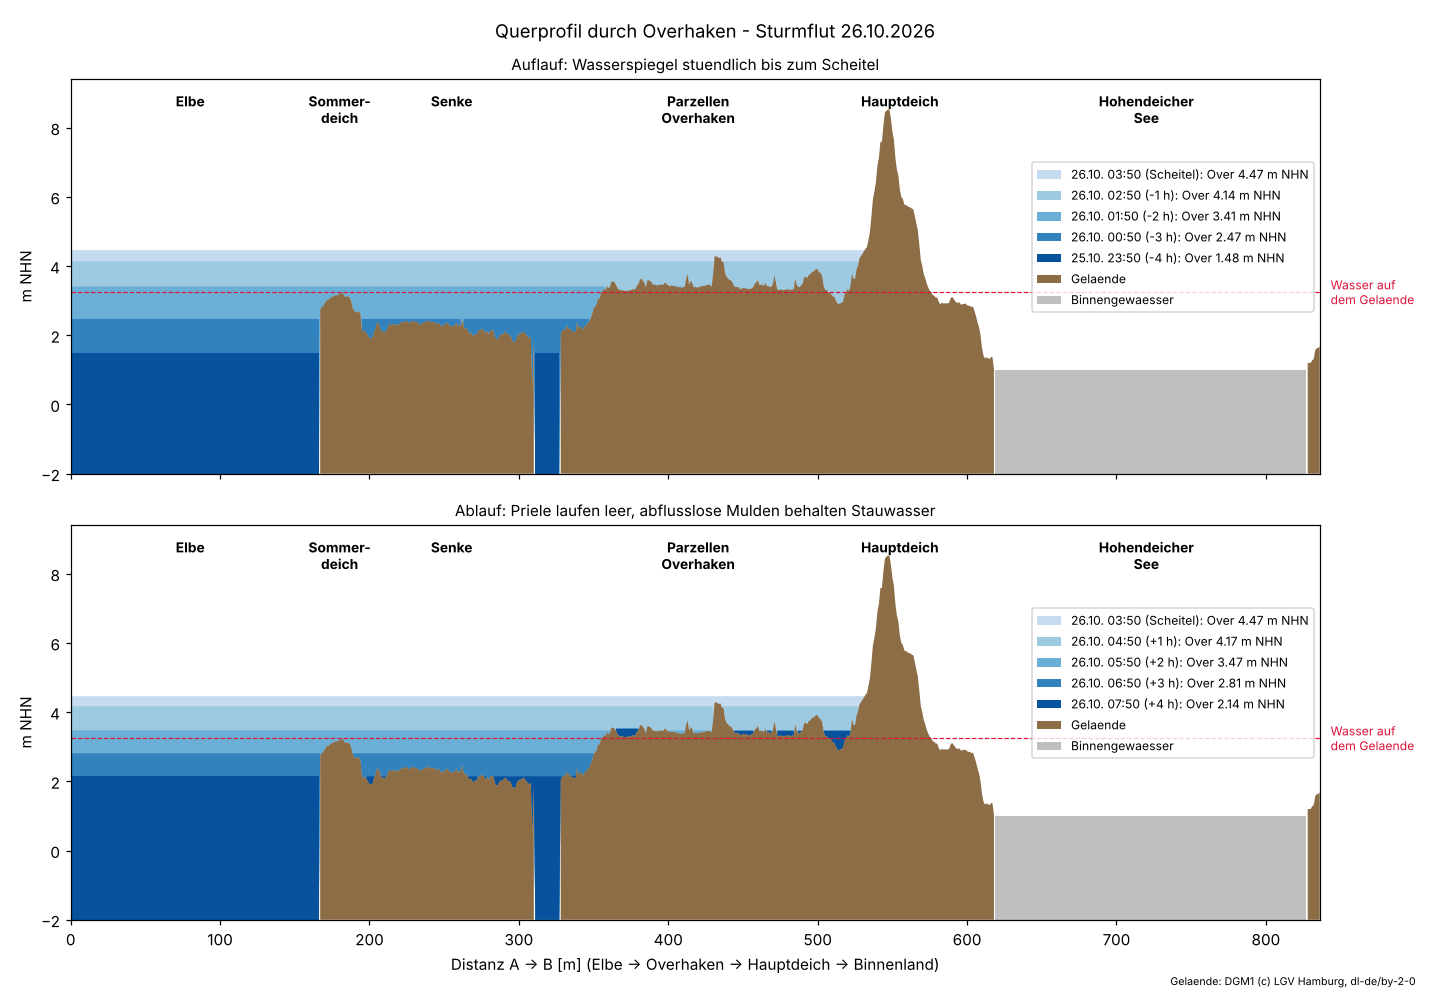 Querprofil durch Overhaken - Sturmflut 26.10.2026
Auflauf: Wasserspiegel stuendlich bis zum Scheitel
Elbe
Sommer-
deich
Senke
Parzellen
Overhaken
Hauptdeich
Hohendeicher
See
26.10. 03:50 (Scheitel): Over 4.47 m NHN
26.10. 02:50 (-1 h): Over 4.14 m NHN
26.10. 01:50 (-2 h): Over 3.41 m NHN
26.10. 00:50 (-3 h): Over 2.47 m NHN
25.10. 23:50 (-4 h): Over 1.48 m NHN
Gelaende
Binnengewaesser
Wasser auf
dem Gelaende
m NHN
8
6
4
2
0
−2
Ablauf: Priele laufen leer, abflusslose Mulden behalten Stauwasser
Elbe
Sommer-
deich
Senke
Parzellen
Overhaken
Hauptdeich
Hohendeicher
See
26.10. 03:50 (Scheitel): Over 4.47 m NHN
26.10. 04:50 (+1 h): Over 4.17 m NHN
26.10. 05:50 (+2 h): Over 3.47 m NHN
26.10. 06:50 (+3 h): Over 2.81 m NHN
26.10. 07:50 (+4 h): Over 2.14 m NHN
Gelaende
Binnengewaesser
Wasser auf
dem Gelaende
m NHN
8
6
4
2
0
−2
0 100 200 300 400 500 600 700 800
Distanz A → B [m] (Elbe → Overhaken → Hauptdeich → Binnenland)
Gelaende: DGM1 (c) LGV Hamburg, dl-de/by-2-0